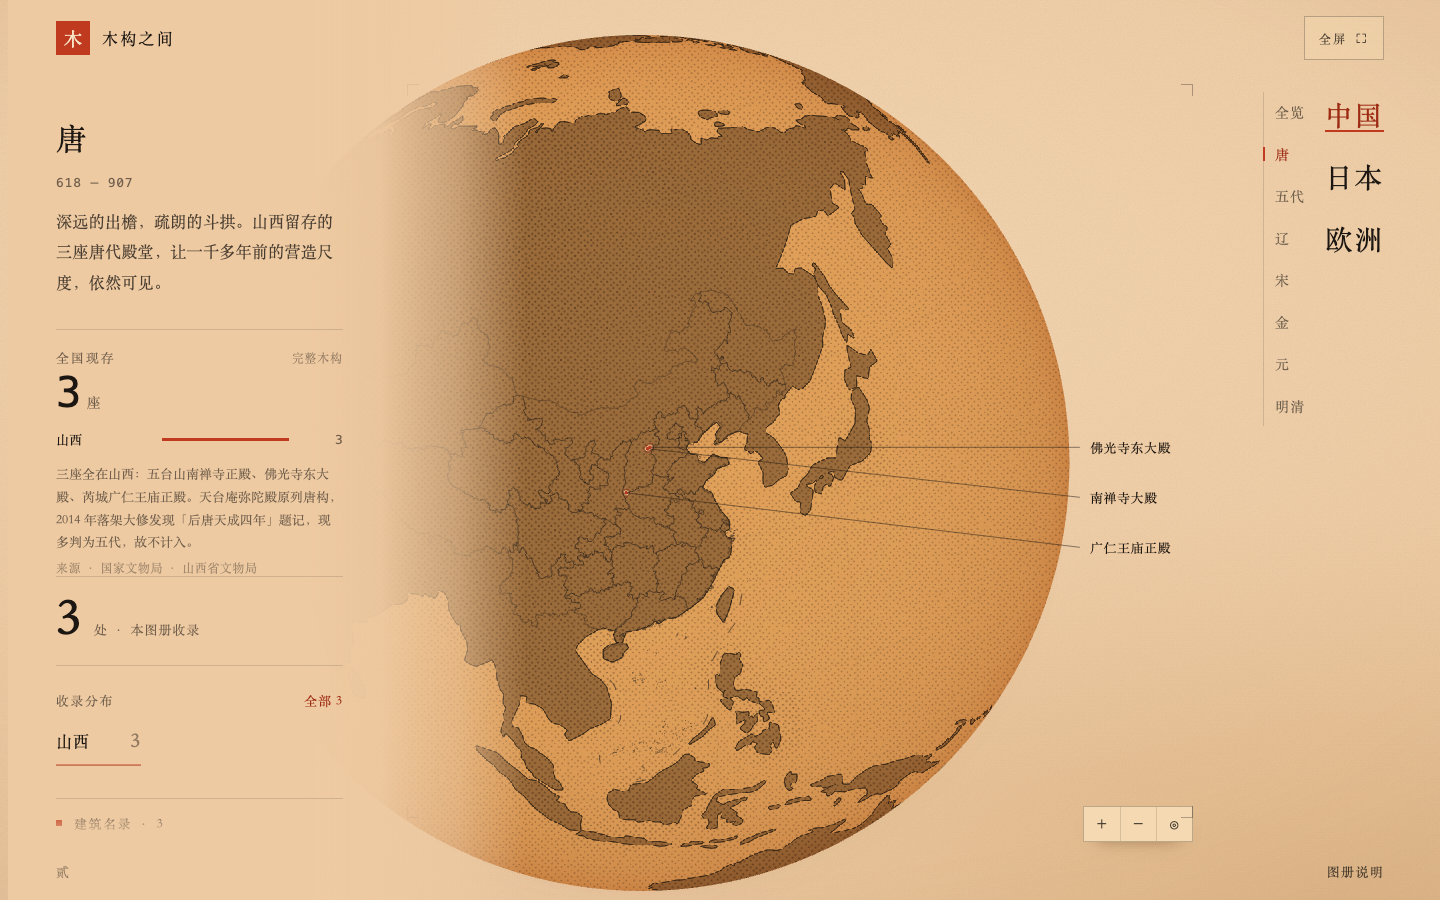 木 木构之间
全屏
唐
618 — 907
深远的出檐，疏朗的斗拱。山西留存的
三座唐代殿堂，让一千多年前的营造尺
度，依然可见。
全国现存 完整木构
3 座
山西 3
三座全在山西：五台山南禅寺正殿、佛光寺东大
殿、芮城广仁王庙正殿。天台庵弥陀殿原列唐构，
2014 年落架大修发现「后唐天成四年」题记，现
多判为五代，故不计入。
来源 · 国家文物局 · 山西省文物局
3 处 · 本图册收录
收录分布 全部 3
山西 3
建筑名录 · 3
贰
佛光寺东大殿
南禅寺大殿
广仁王庙正殿
全览
唐
五代
辽
宋
金
元
明清
中国
日本
欧洲
+ − ◎
图册说明